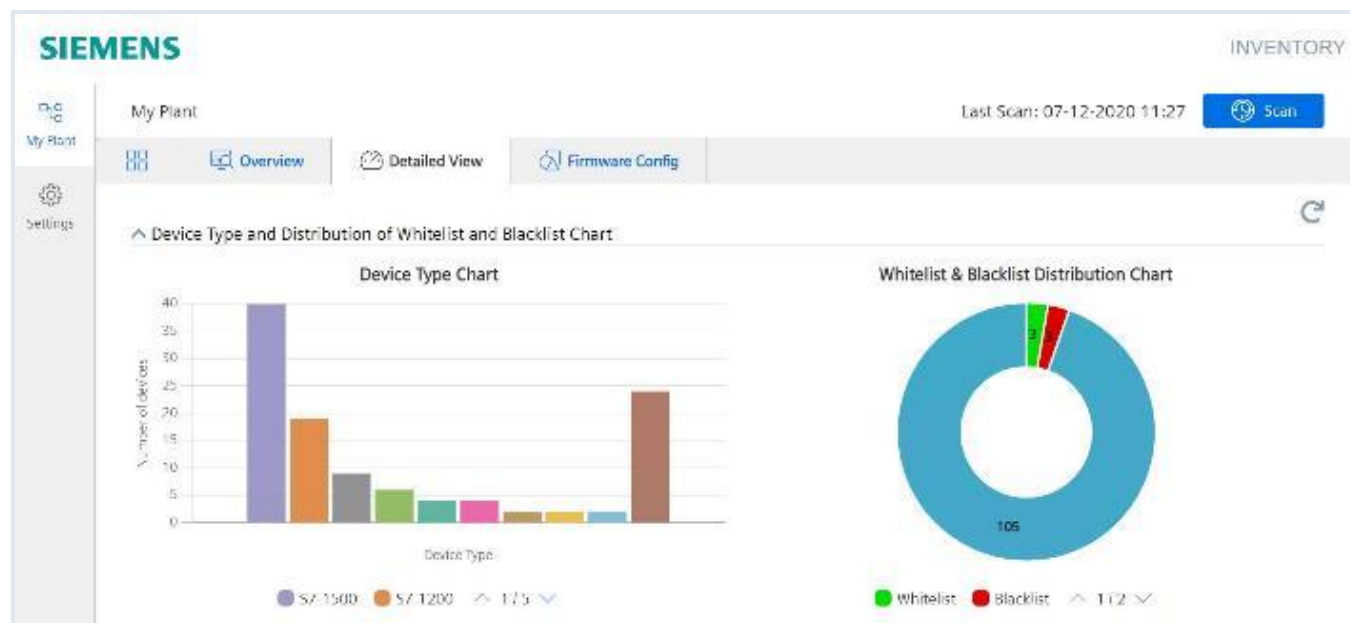 SIEMENS
INVENTORY
My Plant
My Plant
Last Scan: 07-12-2020 11:27
Scan
Overview
Detailed View
Firmware Config
Settings
Device Type and Distribution of Whitelist and Blacklist Chart
Device Type Chart
40
35
30
25
20
15
10
5
0
Number of devices
Device Type
S7-1500
S7-1200
1 / 5
Whitelist & Blacklist Distribution Chart
3
105
Whitelist
Blacklist
1 / 2